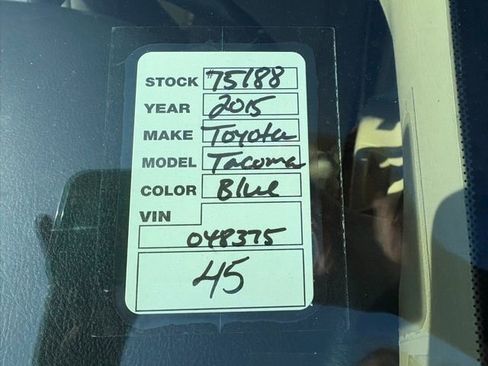 STOCK #75188
YEAR 2015
MAKE Toyota
MODEL Tacoma
COLOR Blue
VIN
048375
45